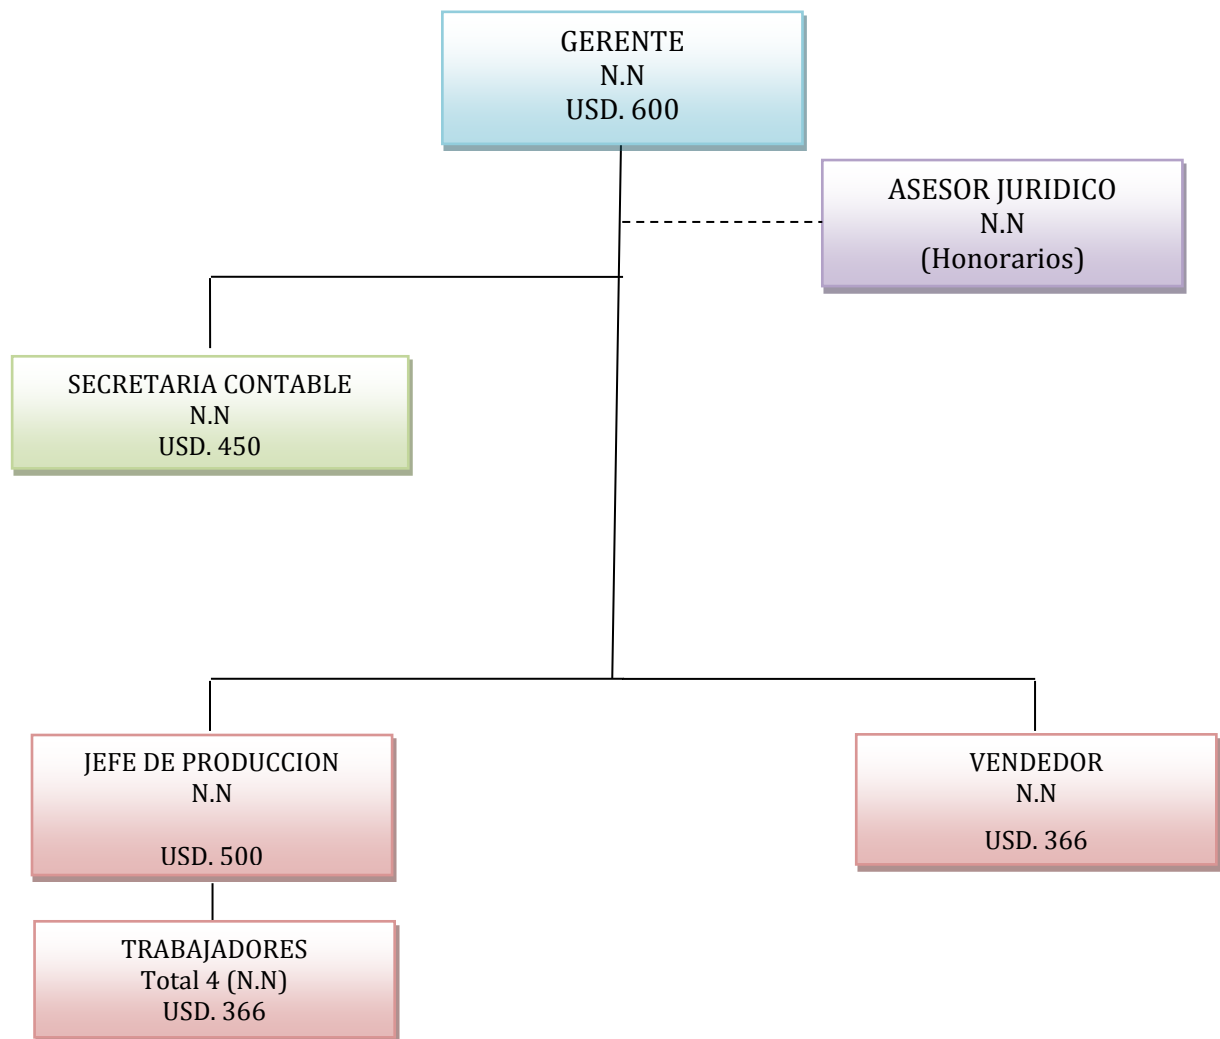 GERENTE
N.N
USD. 600
ASESOR JURIDICO
N.N
(Honorarios)
SECRETARIA CONTABLE
N.N
USD. 450
JEFE DE PRODUCCION
N.N
USD. 500
VENDEDOR
N.N
USD. 366
TRABAJADORES
Total 4 (N.N)
USD. 366